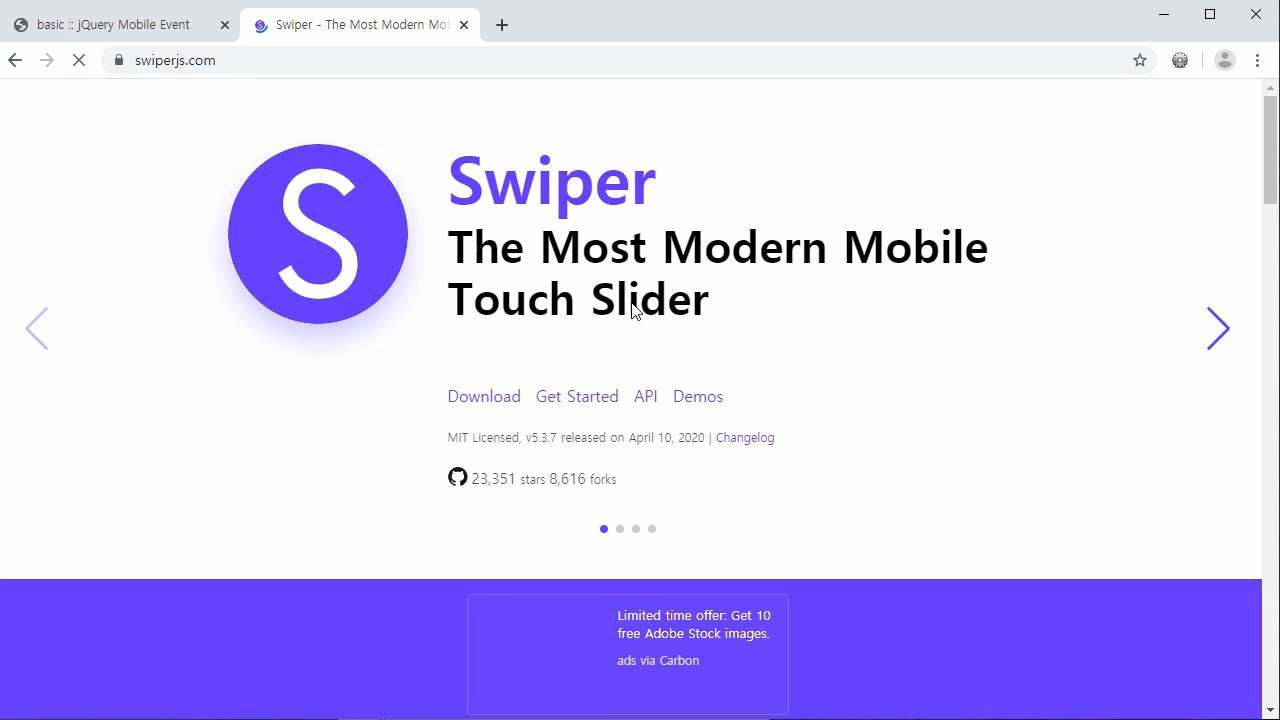 basic :: jQuery Mobile Event
Swiper - The Most Modern Mo
swiperjs.com
S
Swiper
The Most Modern Mobile
Touch Slider
Download Get Started API Demos
MIT Licensed, v5.3.7 released on April 10, 2020 | Changelog
23,351 stars 8,616 forks
Limited time offer: Get 10
free Adobe Stock images.
ads via Carbon